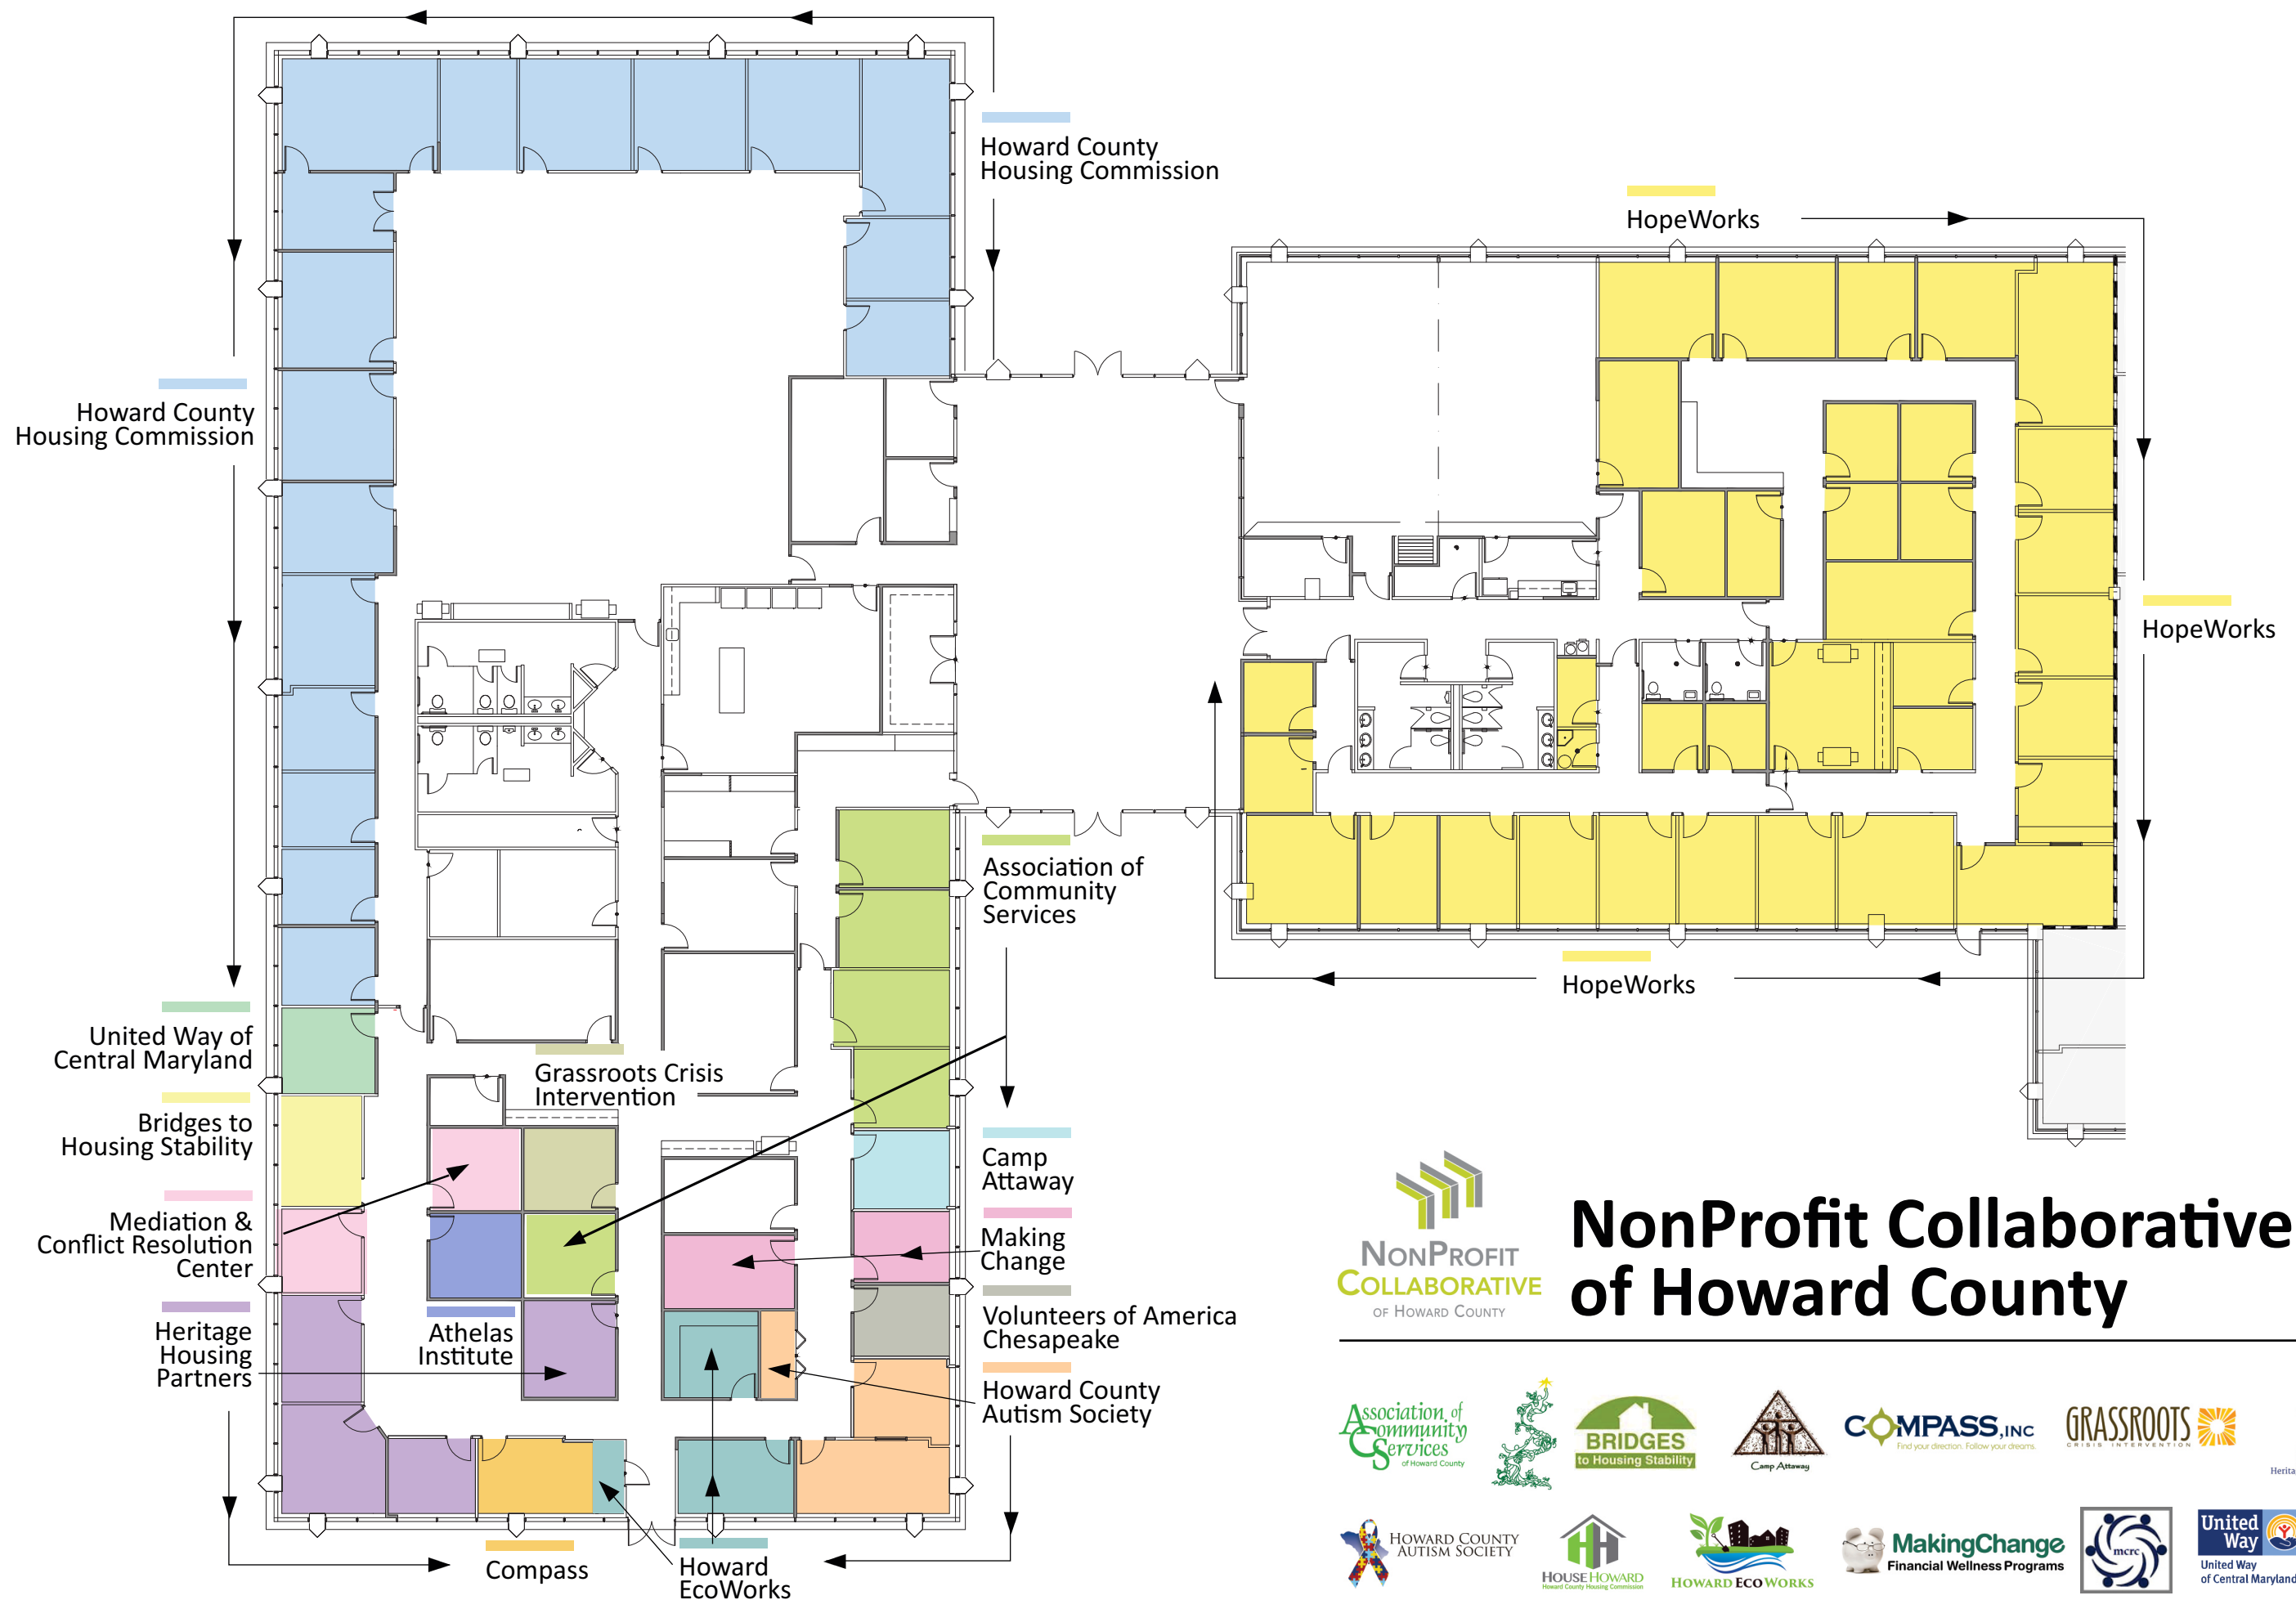 Howard County
Housing Commission
HopeWorks
Howard County
Housing Commission
HopeWorks
Association of
Community
Services
HopeWorks
United Way of
Central Maryland
Grassroots Crisis
Intervention
Bridges to
Housing Stability
Camp
Attaway
Mediation &
Conflict Resolution
Center
Making
Change
Heritage
Housing
Partners
Athelas
Institute
Volunteers of America
Chesapeake
Howard County
Autism Society
Compass
Howard
EcoWorks
NONPROFIT
COLLABORATIVE
OF HOWARD COUNTY
NonProfit Collaborative
of Howard County
Association of
Community
Services
of Howard County
BRIDGES
to Housing Stability
Camp Attaway
COMPASS, INC
Find your direction. Follow your dreams.
GRASSROOTS
CRISIS INTERVENTION
Herita
HOWARD COUNTY
AUTISM SOCIETY
HOUSE HOWARD
Howard County Housing Commission
HOWARD ECOWORKS
MakingChange
Financial Wellness Programs
mcrc
United
Way
United Way
of Central Maryland